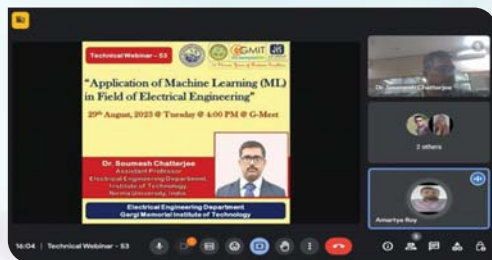 Technical Webinar - 53
GMIT
JIS
"Application of Machine Learning (ML)
in Field of Electrical Engineering"
29th August, 2023 @ Tuesday @ 4:00 PM @ G-Meet
Dr. Soumesh Chatterjee
Assistant Professor
Electrical Engineering Department,
Institute of Technology,
Nirma University, India
Electrical Engineering Department
Gargi Memorial Institute of Technology
Dr. Soumesh Chatterjee
2 others
Amartya Roy
16:04 | Technical Webinar - 53